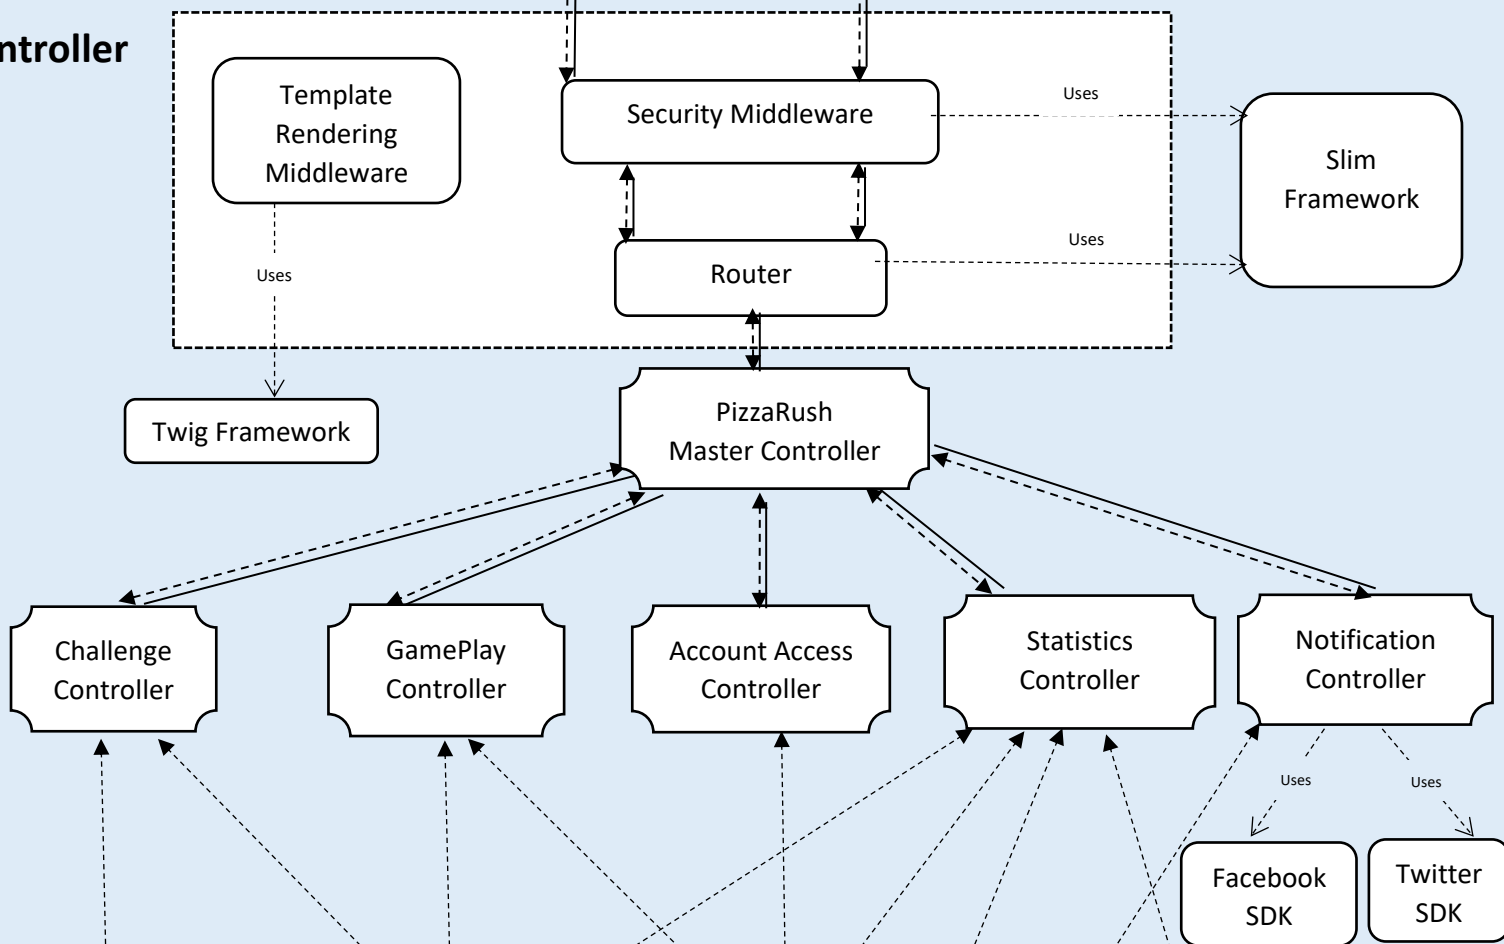 ntroller
Template
Rendering
Middleware
Security Middleware
Uses
Slim
Framework
Uses
Router
Uses
Twig Framework
PizzaRush
Master Controller
Challenge
Controller
GamePlay
Controller
Account Access
Controller
Statistics
Controller
Notification
Controller
Uses
Uses
Facebook
SDK
Twitter
SDK